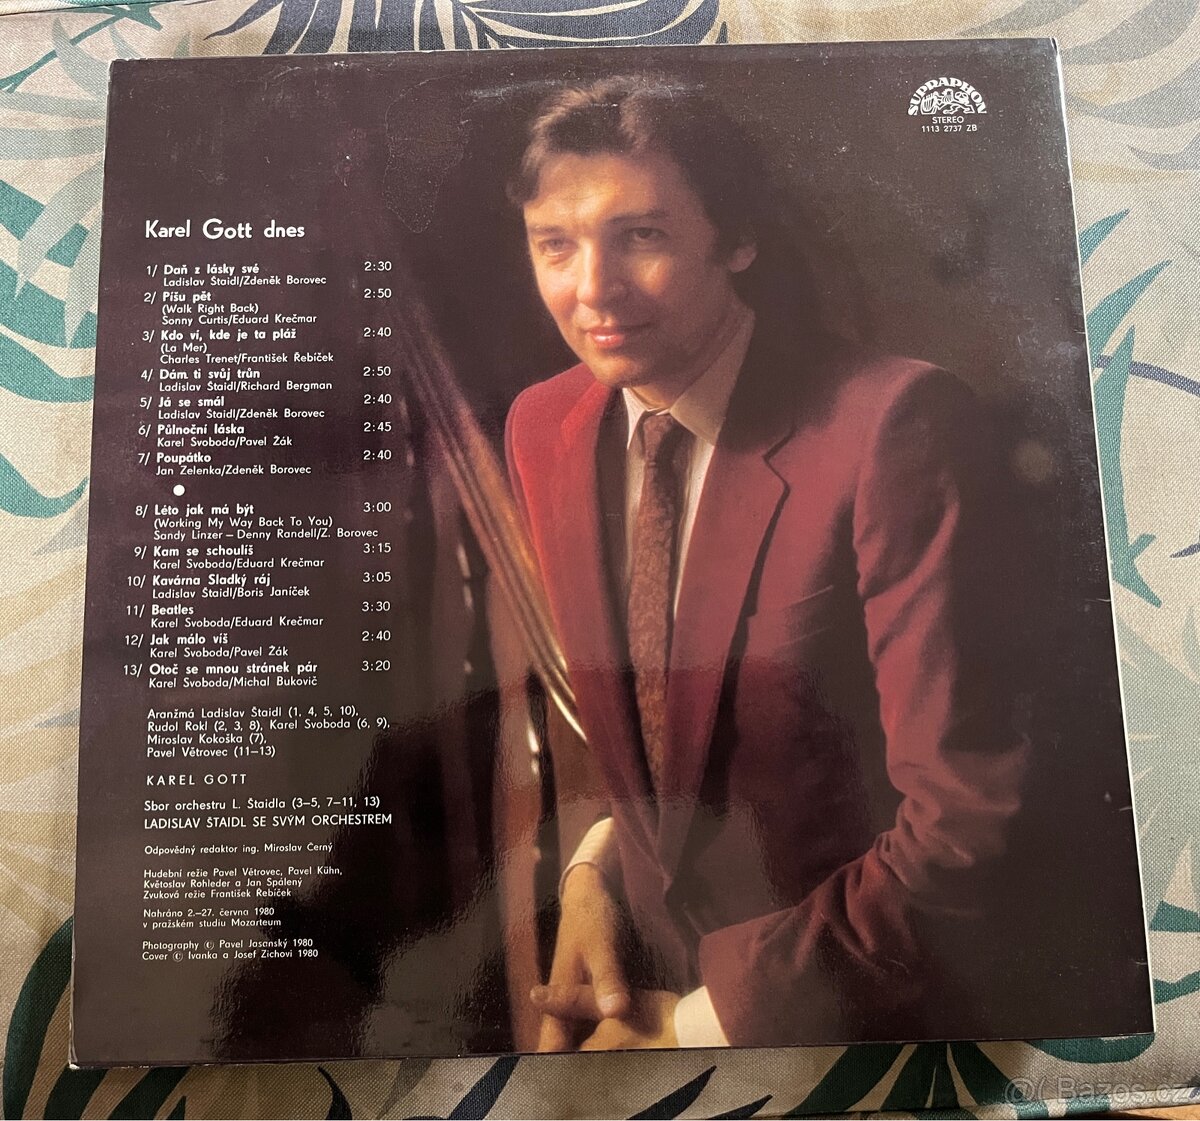 SUPRAPHON
STEREO
1113 2737 ZB
Karel Gott dnes
1/ Daň z lásky své 2:30
Ladislav Štaidl/Zdeněk Borovec
2/ Píšu pět 2:50
(Walk Right Back)
Sonny Curtis/Eduard Krečmar
3/ Kdo ví, kde je ta pláž 2:40
(La Mer)
Charles Trenet/František Řebíček
4/ Dám ti svůj trůn 2:50
Ladislav Štaidl/Richard Bergman
5/ Já se smál 2:40
Ladislav Štaidl/Zdeněk Borovec
6/ Půlnoční láska 2:45
Karel Svoboda/Pavel Žák
7/ Poupátko 2:40
Jan Zelenka/Zdeněk Borovec
8/ Léto jak má být 3:00
(Working My Way Back To You)
Sandy Linzer – Denny Randell/Z. Borovec
9/ Kam se schoulíš 3:15
Karel Svoboda/Eduard Krečmar
10/ Kavárna Sladký ráj 3:05
Ladislav Štaidl/Boris Janíček
11/ Beatles 3:30
Karel Svoboda/Eduard Krečmar
12/ Jak málo víš 2:40
Karel Svoboda/Pavel Žák
13/ Otoč se mnou stránek pár 3:20
Karel Svoboda/Michal Bukovič
Aranžmá Ladislav Štaidl (1, 4, 5, 10),
Rudol Rokl (2, 3, 8), Karel Svoboda (6, 9),
Miroslav Kokoška (7),
Pavel Větrovec (11–13)
KAREL GOTT
Sbor orchestru L. Štaidla (3–5, 7–11, 13)
LADISLAV ŠTAIDL SE SVÝM ORCHESTREM
Odpovědný redaktor ing. Miroslav Černý
Hudební režie Pavel Větrovec, Pavel Kühn,
Květoslav Rohleder a Jan Spálený
Zvuková režie František Řebíček
Nahráno 2.–27. června 1980
v pražském studiu Mozarteum
Photography © Pavel Jasanský 1980
Cover © Ivanka a Josef Zichovi 1980
Bazos.cz